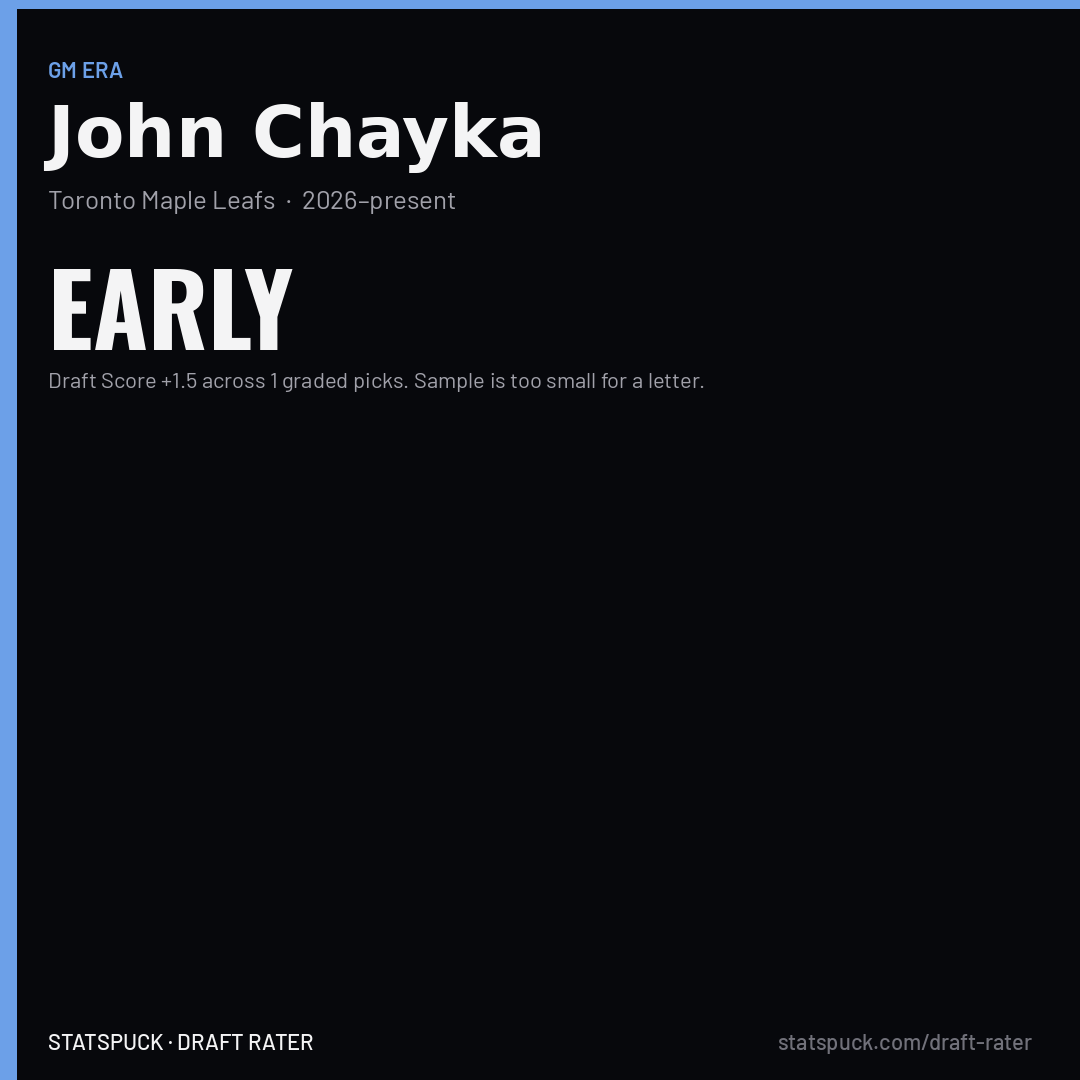 GM ERA
John Chayka
Toronto Maple Leafs · 2026–present
EARLY
Draft Score +1.5 across 1 graded picks. Sample is too small for a letter.
STATSPUCK · DRAFT RATER
statspuck.com/draft-rater